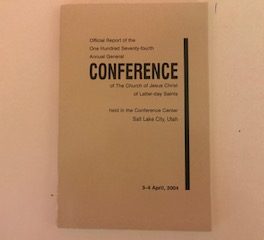 Official Report of the
One Hundred Seventy-fourth
Annual General
CONFERENCE
of The Church of Jesus Christ
of Latter-day Saints
held in the Conference Center
Salt Lake City, Utah
3–4 April, 2004